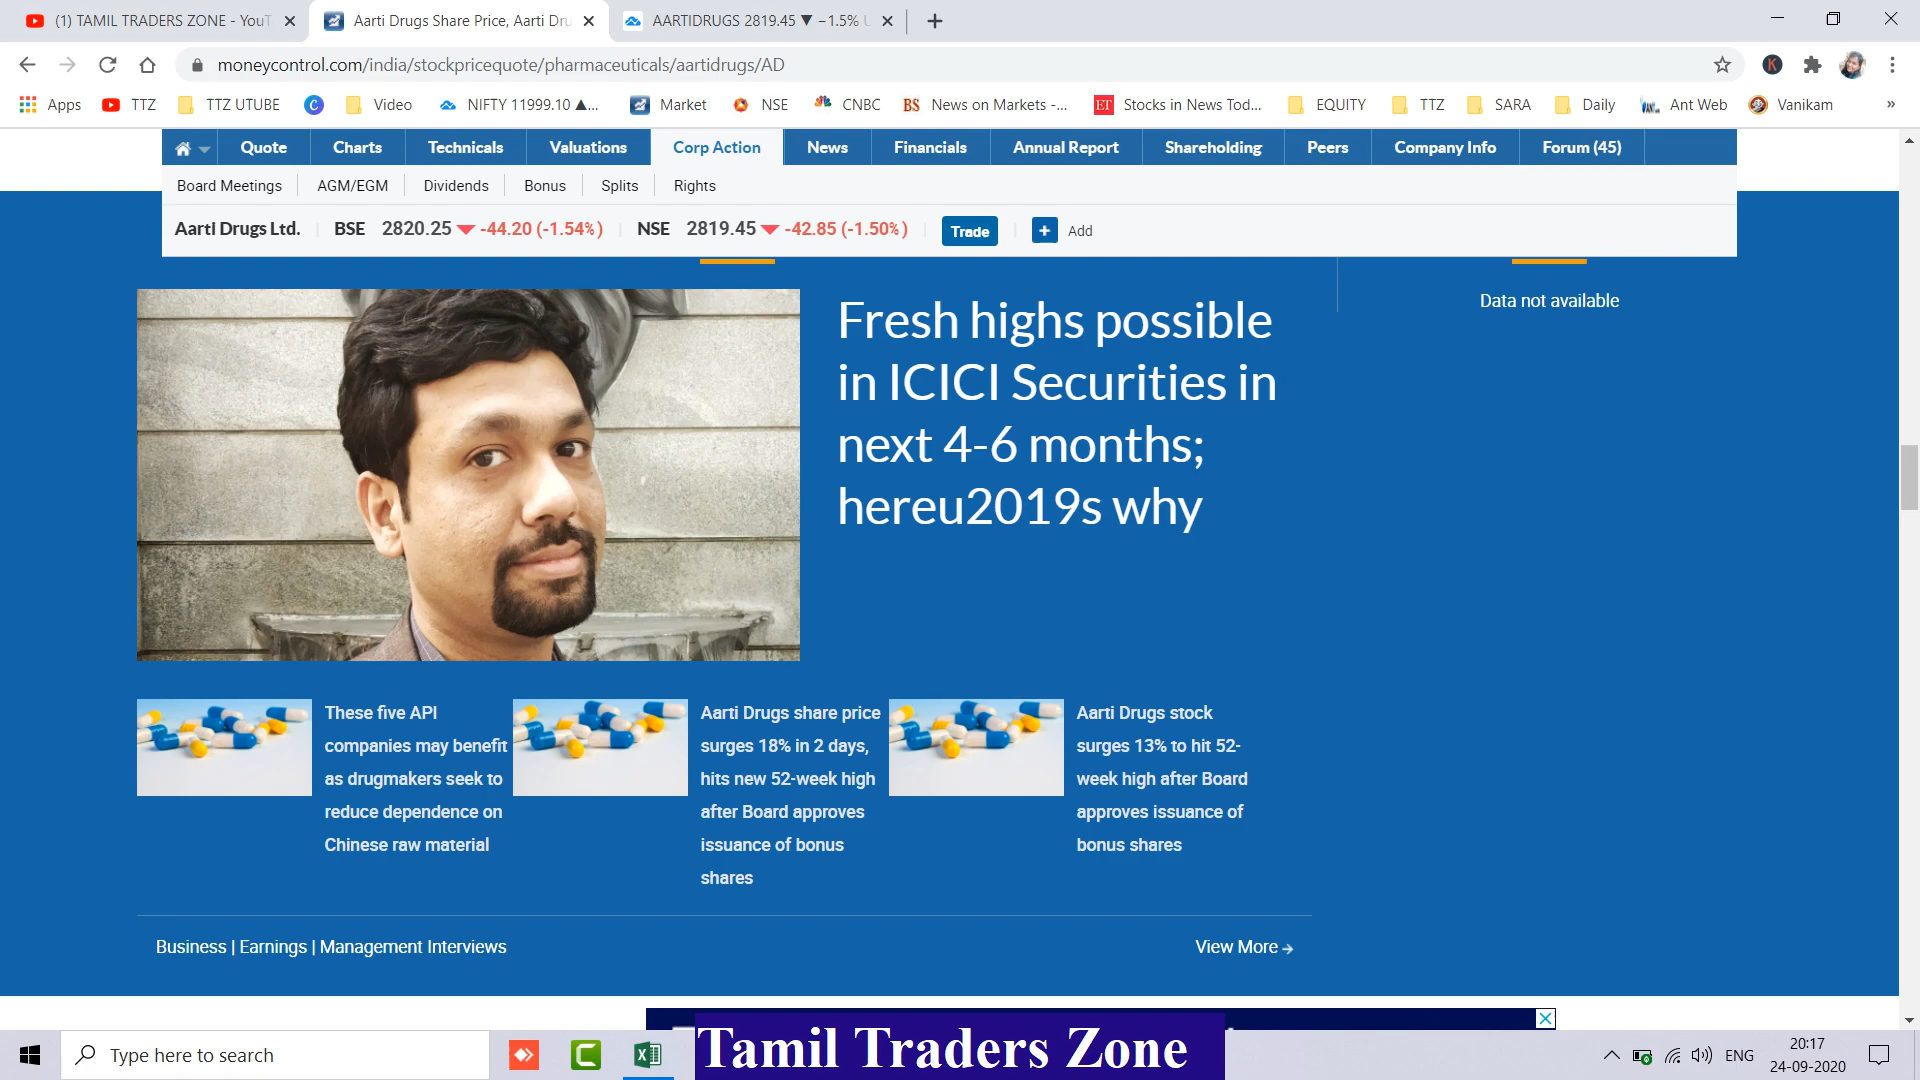 (1) TAMIL TRADERS ZONE - YouT
Aarti Drugs Share Price, Aarti Dru
AARTIDRUGS 2819.45 ▼ −1.5% U
moneycontrol.com/india/stockpricequote/pharmaceuticals/aartidrugs/AD
K
Apps TTZ TTZ UTUBE C Video NIFTY 11999.10 ▲... Market NSE CNBC BS News on Markets -... ET Stocks in News Tod... EQUITY TTZ SARA Daily Ant Web Vanikam »
Quote Charts Technicals Valuations Corp Action News Financials Annual Report Shareholding Peers Company Info Forum (45)
Board Meetings AGM/EGM Dividends Bonus Splits Rights
Aarti Drugs Ltd. BSE 2820.25 ▼ -44.20 (-1.54%) NSE 2819.45 ▼ -42.85 (-1.50%) Trade + Add
Fresh highs possible
in ICICI Securities in
next 4-6 months;
hereu2019s why
Data not available
These five API
companies may benefit
as drugmakers seek to
reduce dependence on
Chinese raw material
Aarti Drugs share price
surges 18% in 2 days,
hits new 52-week high
after Board approves
issuance of bonus
shares
Aarti Drugs stock
surges 13% to hit 52-
week high after Board
approves issuance of
bonus shares
Business | Earnings | Management Interviews
View More →
Type here to search
Tamil Traders Zone
ENG
20:17
24-09-2020